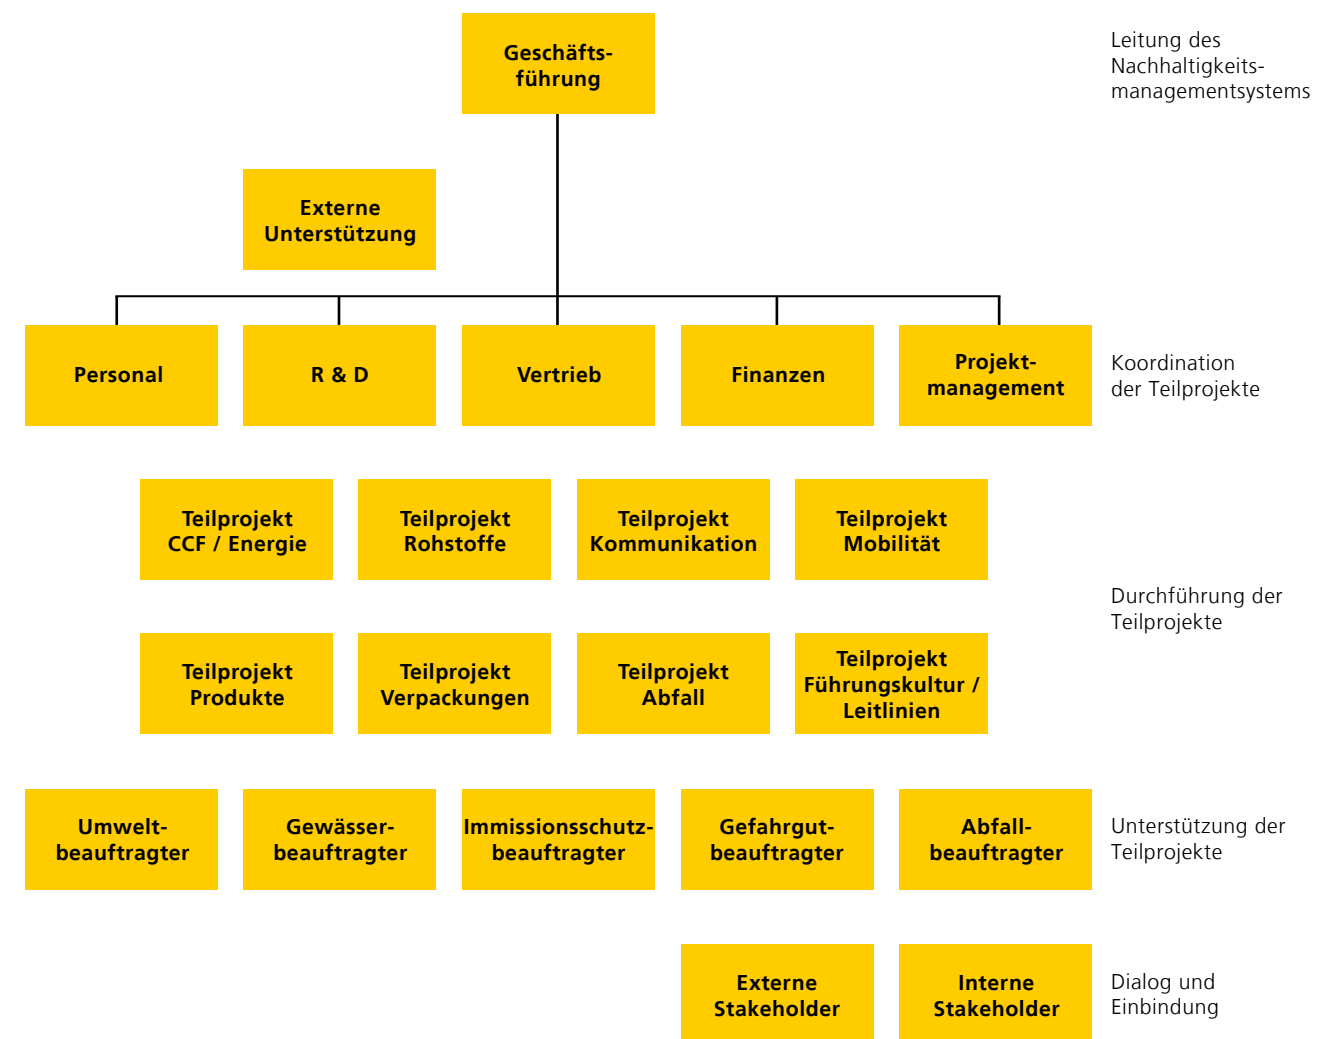 Geschäfts-
führung
Leitung des
Nachhaltigkeits-
managementsystems
Externe
Unterstützung
Personal
R & D
Vertrieb
Finanzen
Projekt-
management
Koordination
der Teilprojekte
Teilprojekt
CCF / Energie
Teilprojekt
Rohstoffe
Teilprojekt
Kommunikation
Teilprojekt
Mobilität
Durchführung der
Teilprojekte
Teilprojekt
Produkte
Teilprojekt
Verpackungen
Teilprojekt
Abfall
Teilprojekt
Führungskultur /
Leitlinien
Umwelt-
beauftragter
Gewässer-
beauftragter
Immissionsschutz-
beauftragter
Gefahrgut-
beauftragter
Abfall-
beauftragter
Unterstützung der
Teilprojekte
Externe
Stakeholder
Interne
Stakeholder
Dialog und
Einbindung